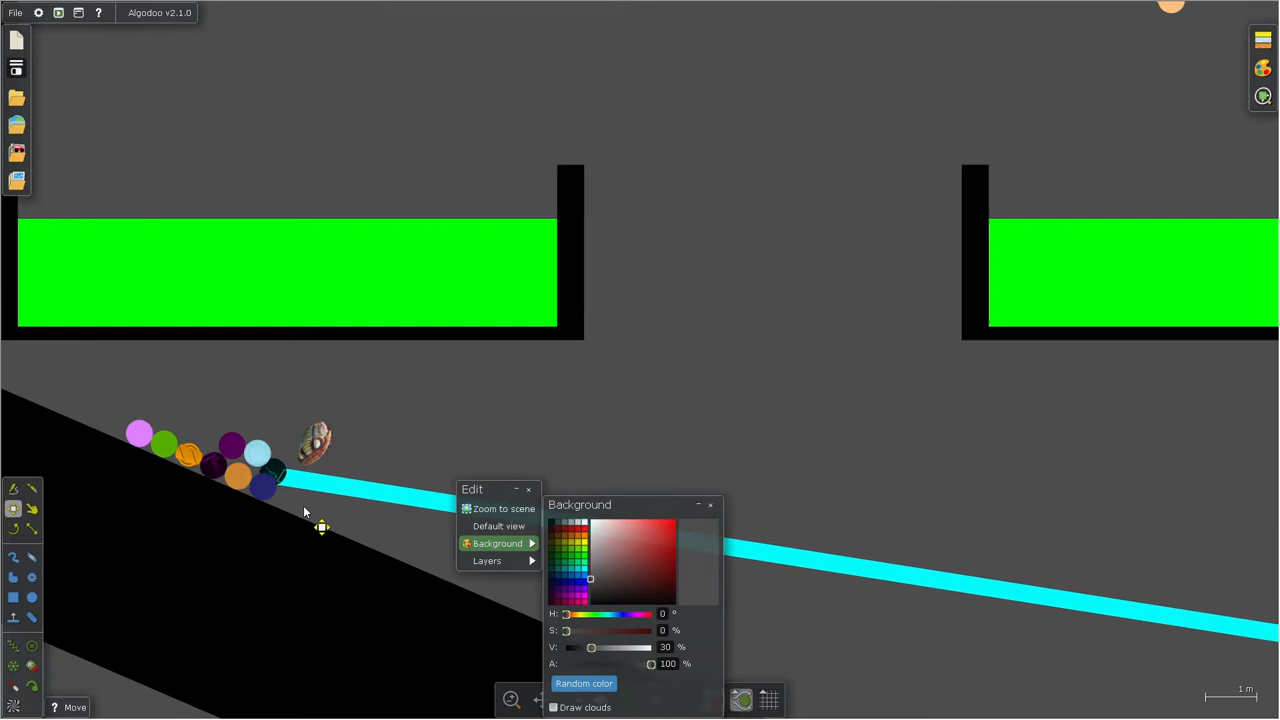 File
?
Algodoo v2.1.0
Edit
Zoom to scene
Default view
Background
Layers
Background
H: 0 °
S: 0 %
V: 30 %
A: 100 %
Random color
Draw clouds
? Move
1 m